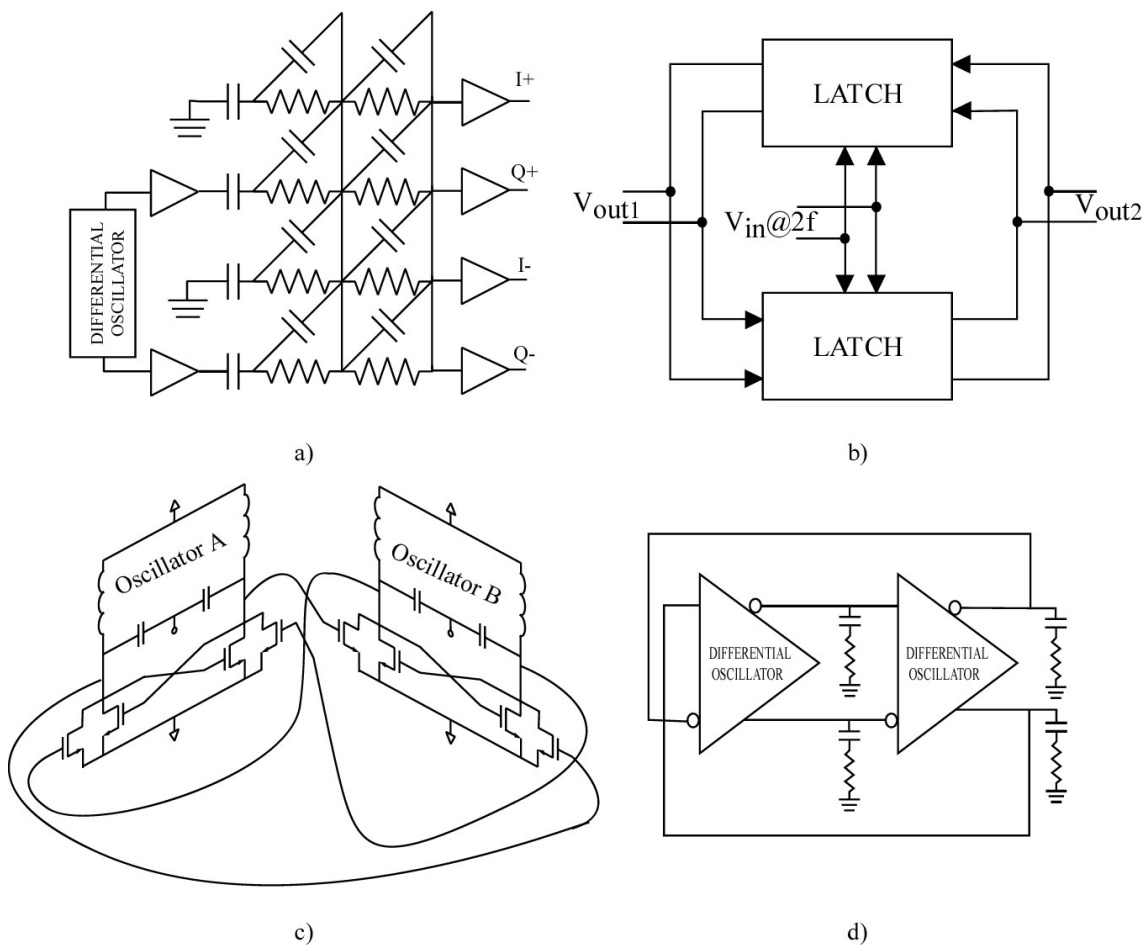 I+
Q+
I-
Q-
DIFFERENTIAL
OSCILLATOR
a)
LATCH
Vout1
Vin@2f
Vout2
LATCH
b)
Oscillator A
Oscillator B
c)
DIFFERENTIAL
OSCILLATOR
DIFFERENTIAL
OSCILLATOR
d)